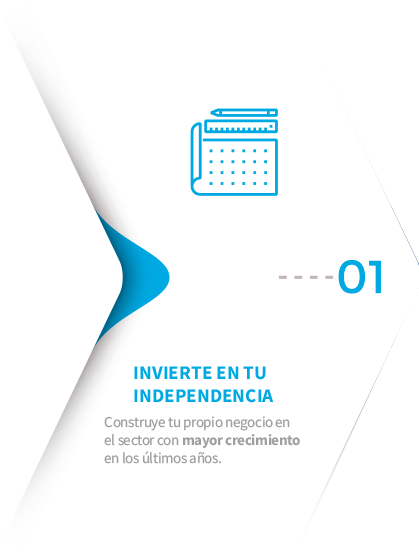 01
INVIERTE EN TU
INDEPENDENCIA
Construye tu propio negocio en
el sector con mayor crecimiento
en los últimos años.